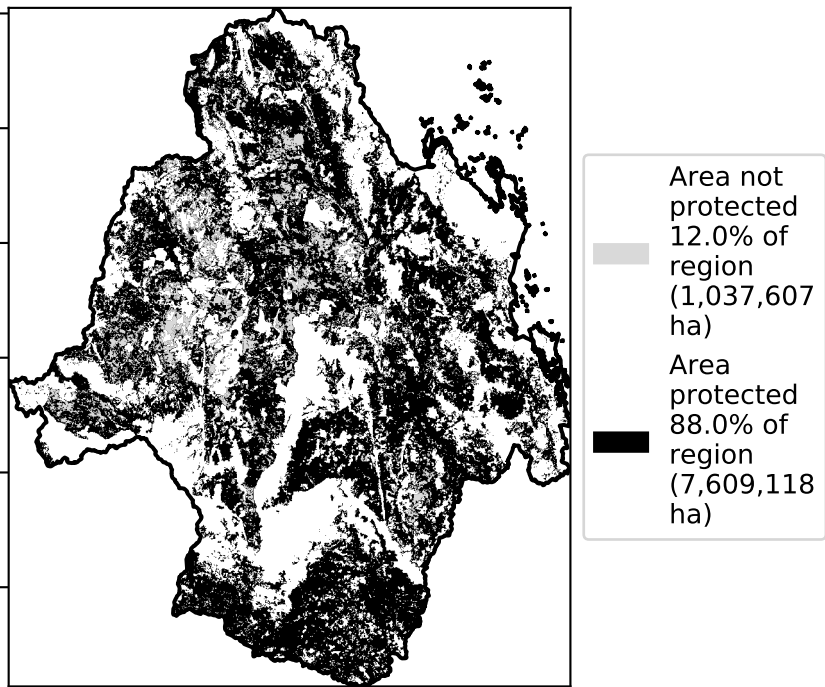 Area not
protected
12.0% of
region
(1,037,607
ha)
Area
protected
88.0% of
region
(7,609,118
ha)